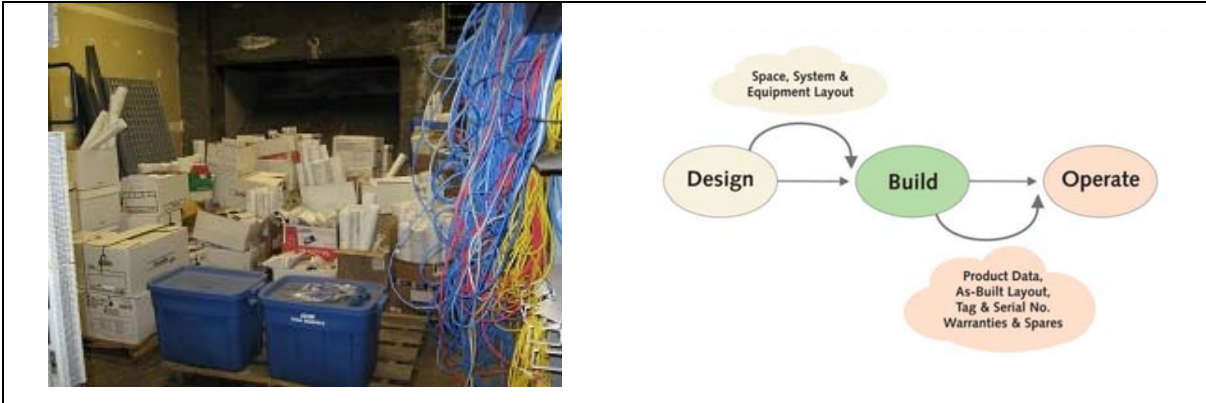 Space, System &
Equipment Layout
Design
Build
Operate
Product Data,
As-Built Layout,
Tag & Serial No.
Warranties & Spares